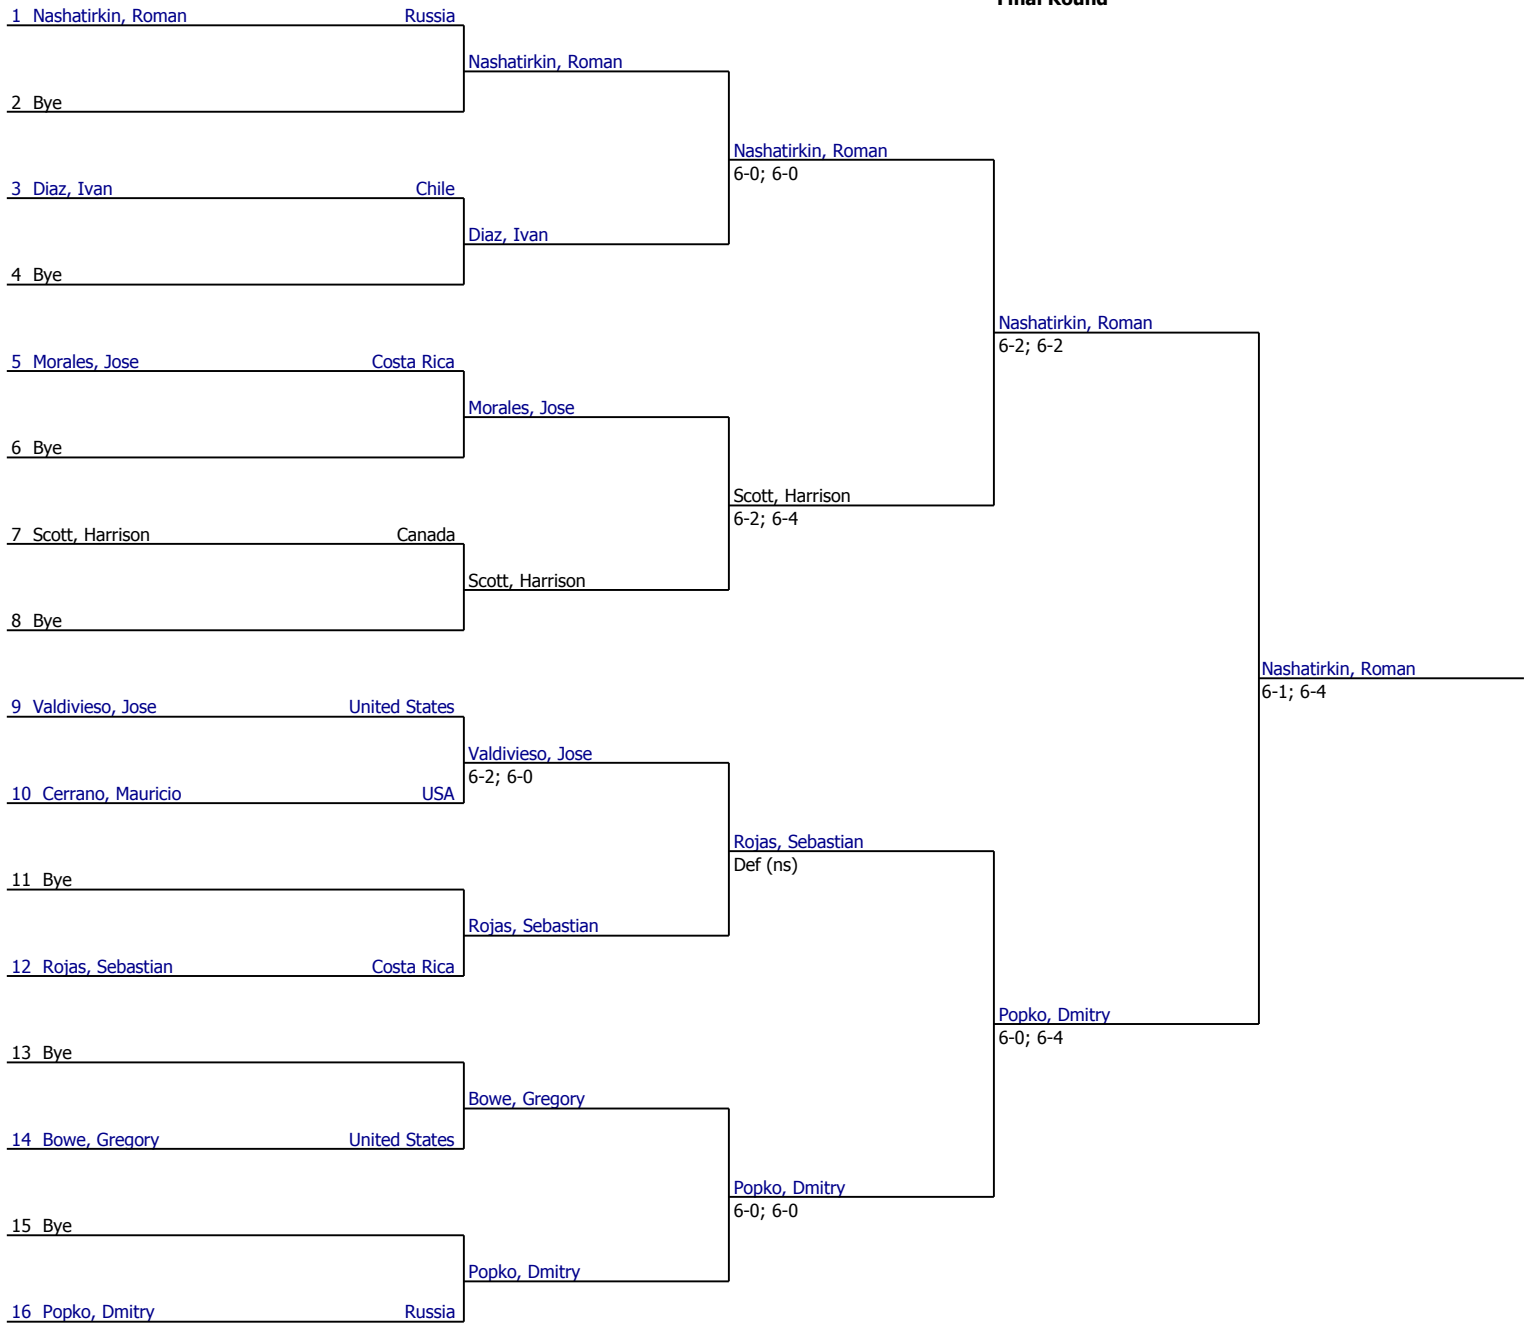 Final Round
1 Nashatirkin, Roman Russia
2 Bye
3 Diaz, Ivan Chile
4 Bye
5 Morales, Jose Costa Rica
6 Bye
7 Scott, Harrison Canada
8 Bye
9 Valdivieso, Jose United States
10 Cerrano, Mauricio USA
11 Bye
12 Rojas, Sebastian Costa Rica
13 Bye
14 Bowe, Gregory United States
15 Bye
16 Popko, Dmitry Russia
Nashatirkin, Roman
Diaz, Ivan
Morales, Jose
Scott, Harrison
Valdivieso, Jose
6-2; 6-0
Rojas, Sebastian
Bowe, Gregory
Popko, Dmitry
Nashatirkin, Roman
6-0; 6-0
Scott, Harrison
6-2; 6-4
Rojas, Sebastian
Def (ns)
Popko, Dmitry
6-0; 6-0
Nashatirkin, Roman
6-2; 6-2
Popko, Dmitry
6-0; 6-4
Nashatirkin, Roman
6-1; 6-4